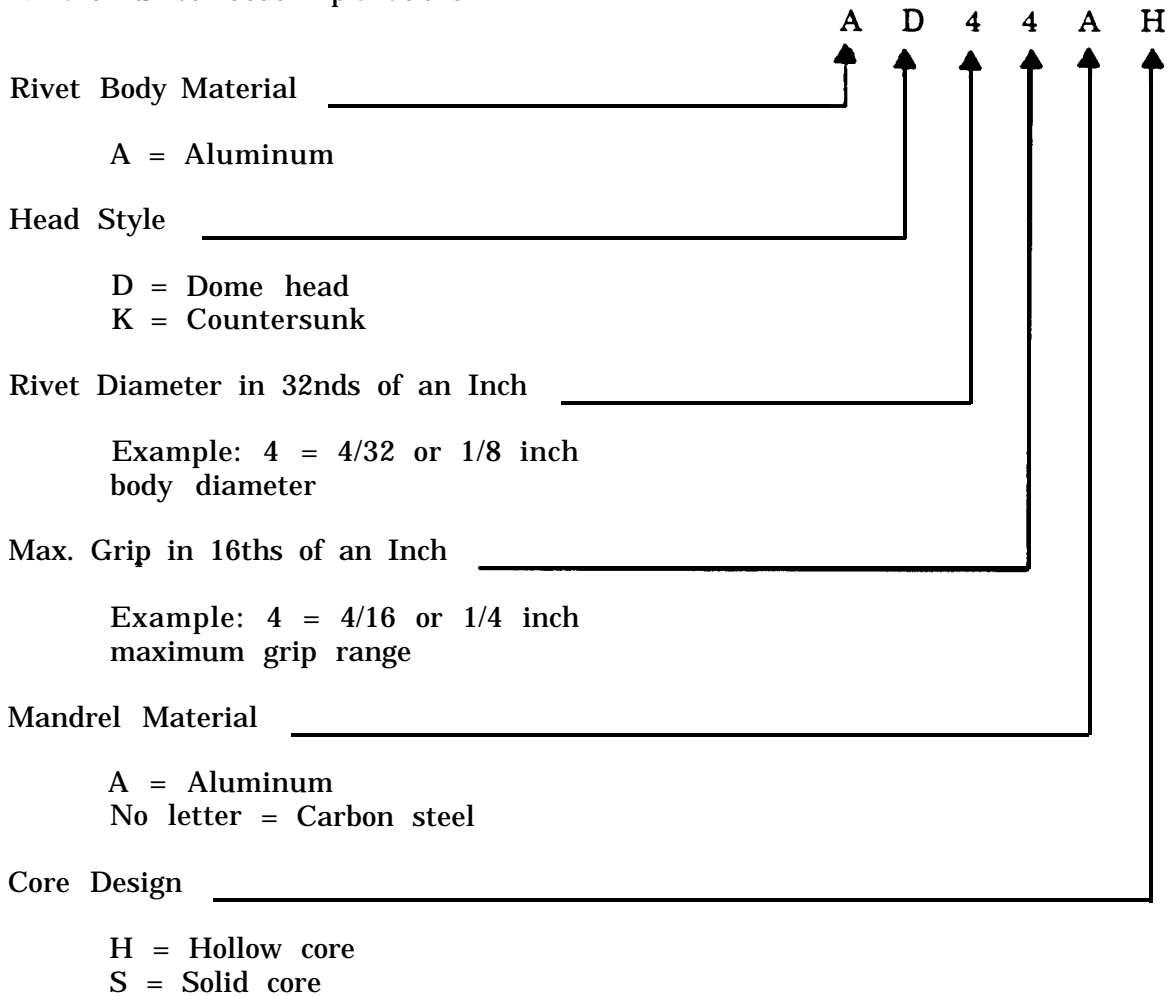 A D 4 4 A H
Rivet Body Material
A = Aluminum
Head Style
D = Dome head
K = Countersunk
Rivet Diameter in 32nds of an Inch
Example: 4 = 4/32 or 1/8 inch
body diameter
Max. Grip in 16ths of an Inch
Example: 4 = 4/16 or 1/4 inch
maximum grip range
Mandrel Material
A = Aluminum
No letter = Carbon steel
Core Design
H = Hollow core
S = Solid core